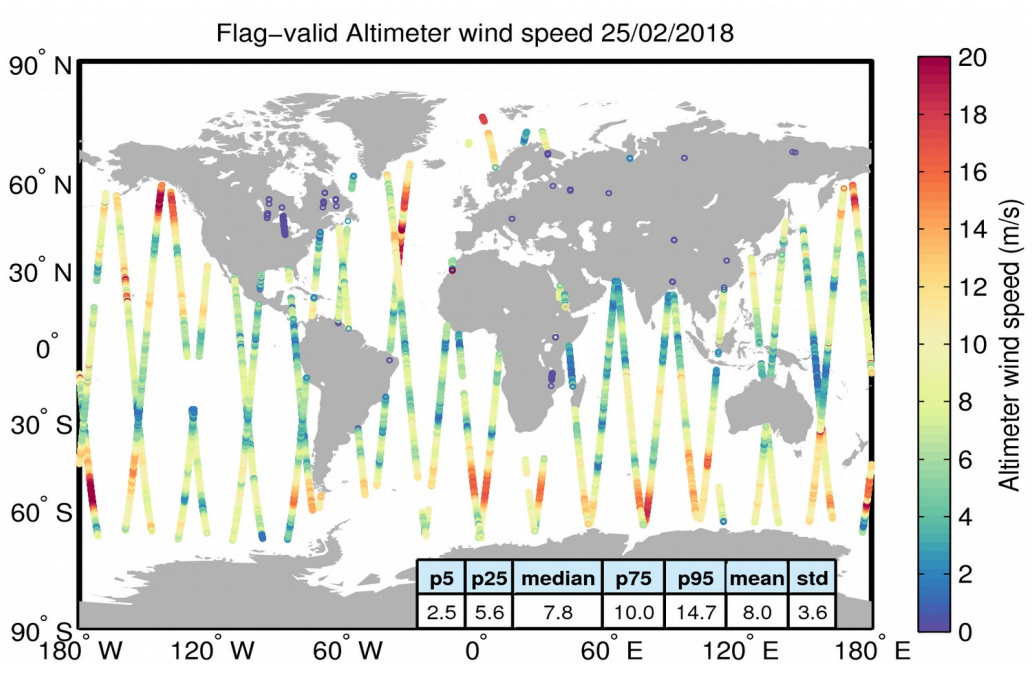 Flag−valid Altimeter wind speed 25/02/2018
90° N
60° N
30° N
0°
30° S
60° S
90° S
180° W
120° W
60° W
0°
60° E
120° E
180° E
p5 p25 median p75 p95 mean std
2.5 5.6 7.8 10.0 14.7 8.0 3.6
20
18
16
14
12
10
8
6
4
2
0
Altimeter wind speed (m/s)